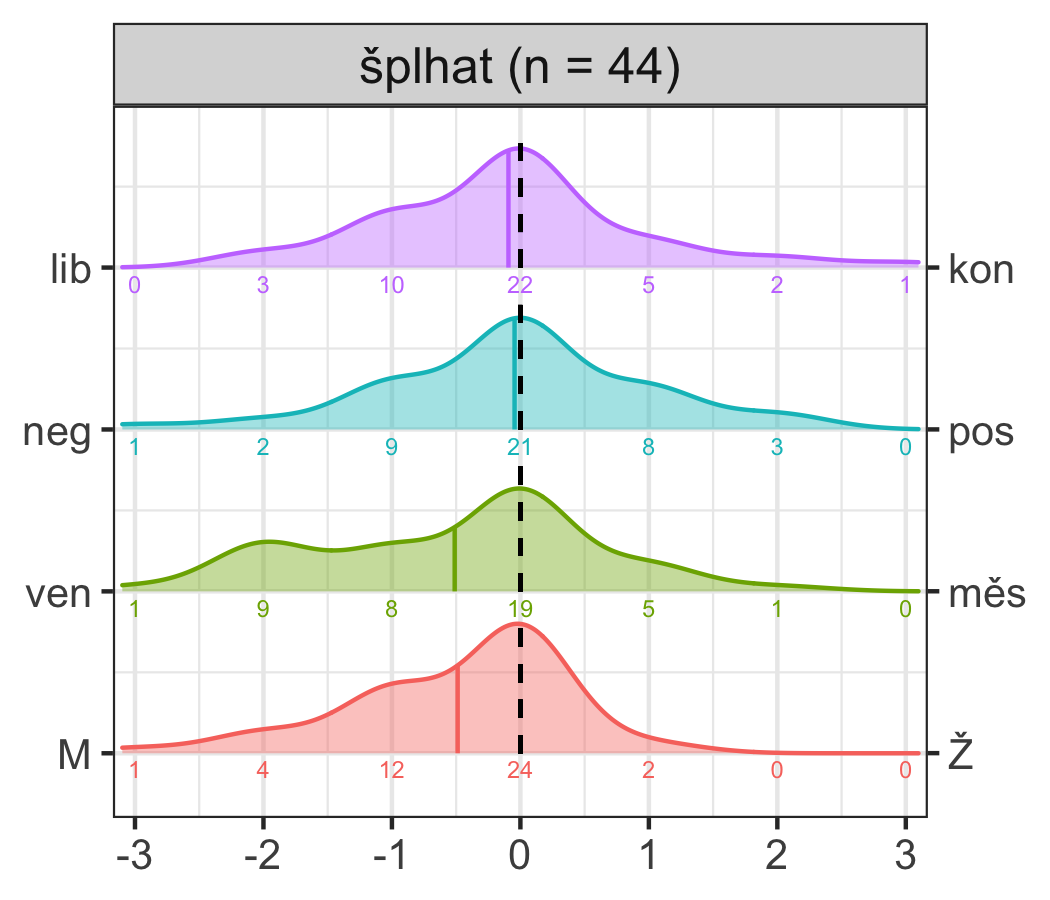 šplhat (n = 44)
lib kon
0 3 10 22 5 2 1
neg pos
1 2 9 21 8 3 0
ven měs
1 9 8 19 5 1 0
M Ž
1 4 12 24 2 0 0
-3 -2 -1 0 1 2 3